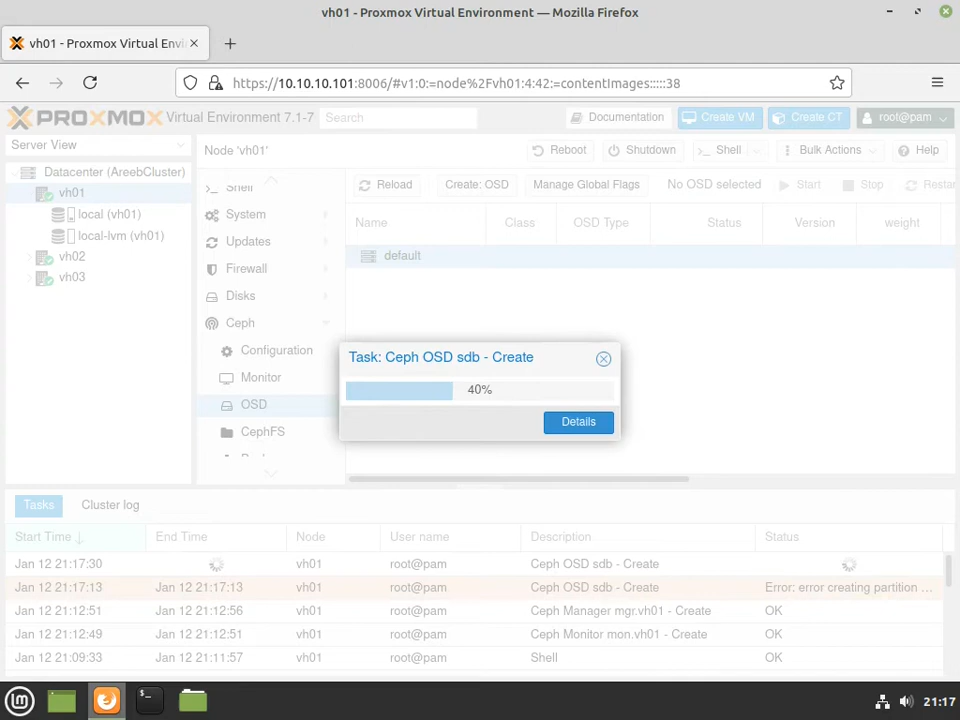 vh01 - Proxmox Virtual Environment — Mozilla Firefox
vh01 - Proxmox Virtual Envi
https://10.10.10.101:8006/#v1:0:=node%2Fvh01:4:42:=contentImages:::::38
PROXMOX Virtual Environment 7.1-7 Search Documentation Create VM Create CT root@pam
Server View
Node 'vh01' Reboot Shutdown Shell Bulk Actions Help
Datacenter (AreebCluster)
vh01
local (vh01)
local-lvm (vh01)
vh02
vh03
Shell
System
Updates
Firewall
Disks
Ceph
Configuration
Monitor
OSD
CephFS
Reload Create: OSD Manage Global Flags No OSD selected Start Stop Restar
Name Class OSD Type Status Version weight
default
Task: Ceph OSD sdb - Create
40%
Details
Tasks Cluster log
Start Time End Time Node User name Description Status
Jan 12 21:17:30 vh01 root@pam Ceph OSD sdb - Create
Jan 12 21:17:13 Jan 12 21:17:13 vh01 root@pam Ceph OSD sdb - Create Error: error creating partition ...
Jan 12 21:12:51 Jan 12 21:12:56 vh01 root@pam Ceph Manager mgr.vh01 - Create OK
Jan 12 21:12:49 Jan 12 21:12:51 vh01 root@pam Ceph Monitor mon.vh01 - Create OK
Jan 12 21:09:33 Jan 12 21:11:57 vh01 root@pam Shell OK
21:17